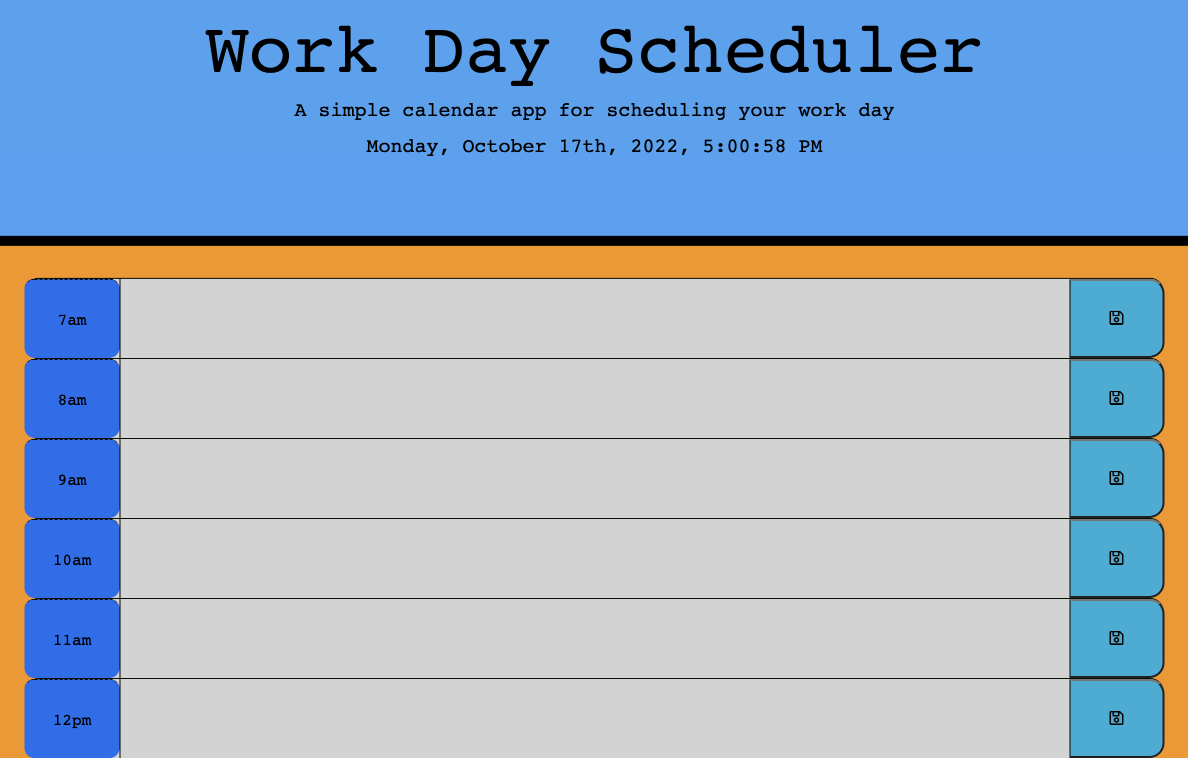 Work Day Scheduler
A simple calendar app for scheduling your work day
Monday, October 17th, 2022, 5:00:58 PM
7am
8am
9am
10am
11am
12pm